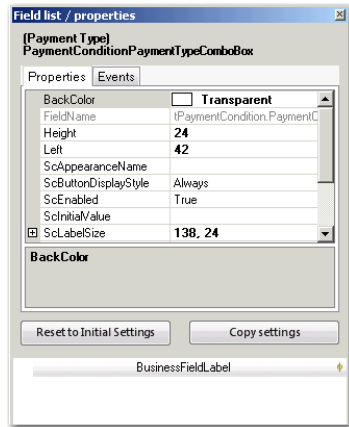 Field list / properties
(Payment Type)
PaymentConditionPaymentTypeComboBox
Properties Events
BackColor Transparent
FieldName tPaymentCondition.PaymentC
Height 24
Left 42
ScAppearanceName
ScButtonDisplayStyle Always
ScEnabled True
ScInitialValue
ScLabelSize 138, 24
BackColor
Reset to Initial Settings Copy settings
BusinessFieldLabel